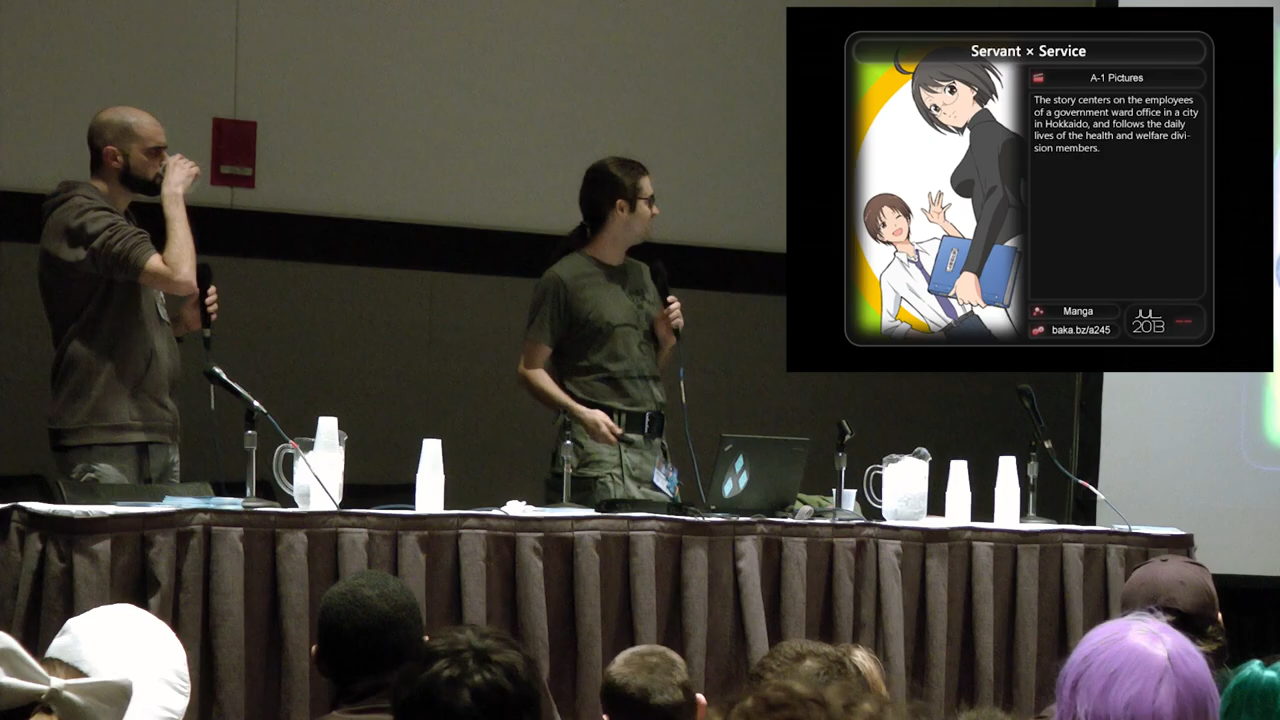 Servant × Service
A-1 Pictures
The story centers on the employees
of a government ward office in a city
in Hokkaido, and follows the daily
lives of the health and welfare divi-
sion members.
Manga
baka.bz/a245
JUL
2013